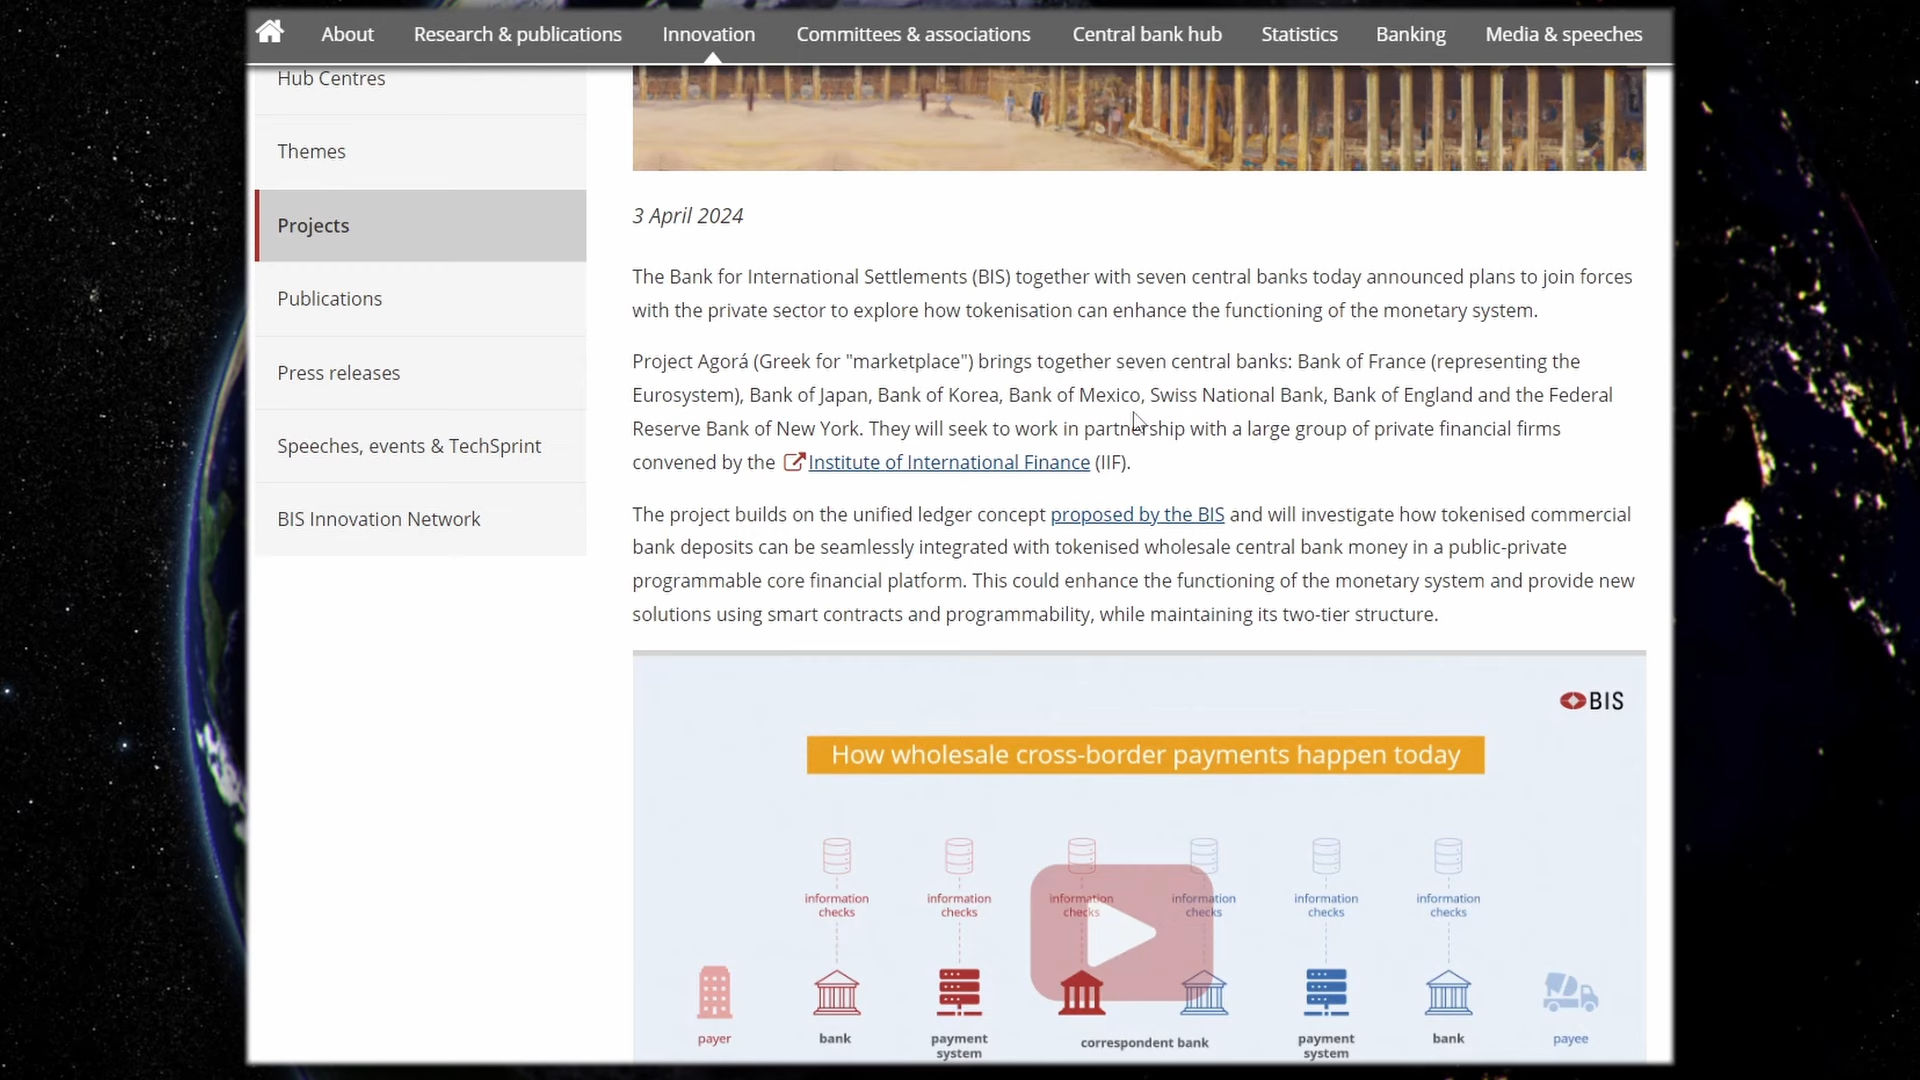 About Research & publications Innovation Committees & associations Central bank hub Statistics Banking Media & speeches
Hub Centres
Themes
Projects
Publications
Press releases
Speeches, events & TechSprint
BIS Innovation Network
3 April 2024
The Bank for International Settlements (BIS) together with seven central banks today announced plans to join forces
with the private sector to explore how tokenisation can enhance the functioning of the monetary system.
Project Agorá (Greek for "marketplace") brings together seven central banks: Bank of France (representing the
Eurosystem), Bank of Japan, Bank of Korea, Bank of Mexico, Swiss National Bank, Bank of England and the Federal
Reserve Bank of New York. They will seek to work in partnership with a large group of private financial firms
convened by the Institute of International Finance (IIF).
The project builds on the unified ledger concept proposed by the BIS and will investigate how tokenised commercial
bank deposits can be seamlessly integrated with tokenised wholesale central bank money in a public-private
programmable core financial platform. This could enhance the functioning of the monetary system and provide new
solutions using smart contracts and programmability, while maintaining its two-tier structure.
BIS
How wholesale cross-border payments happen today
information information information information information information
checks checks checks checks checks checks
payer bank payment correspondent bank payment bank payee
system system